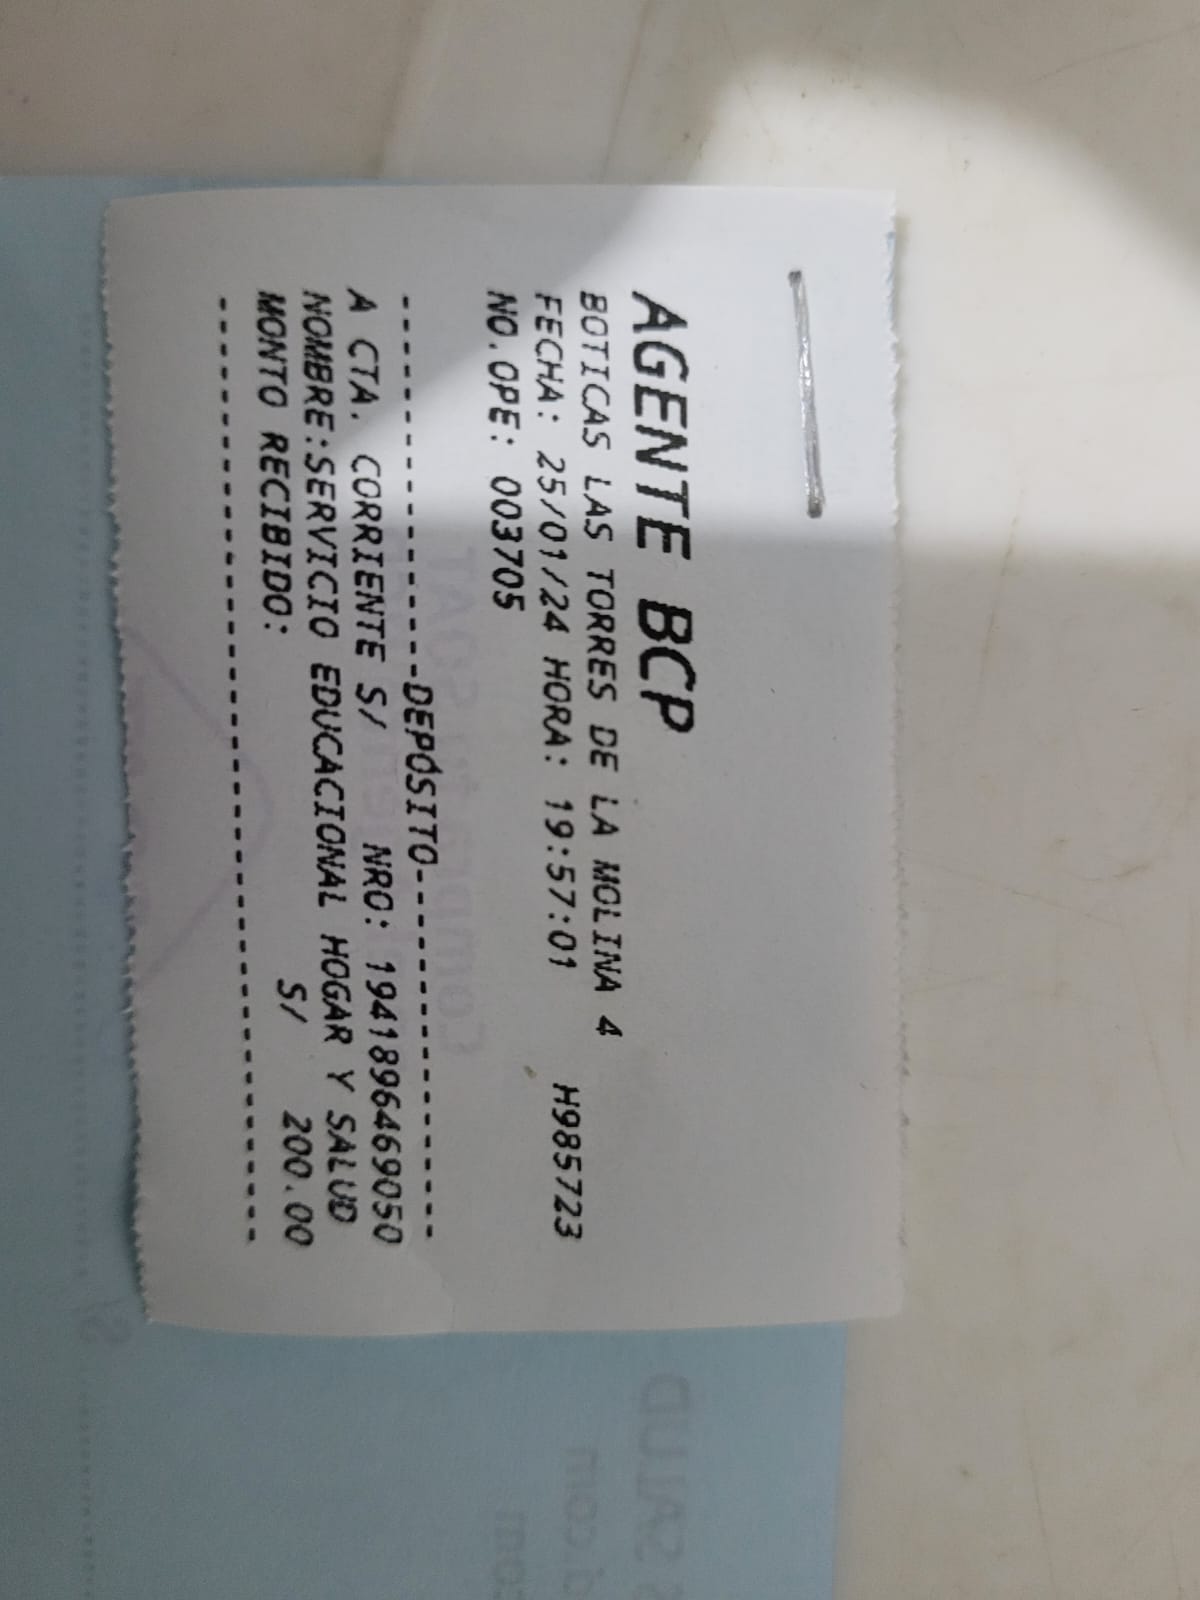 AGENTE BCP
BOTICAS LAS TORRES DE LA MOLINA 4
FECHA: 25/01/24 HORA: 19:57:01 H985723
NO.OPE: 003705
-----------------DEPÓSITO-----------------
A CTA. CORRIENTE S/ NRO: 1941896469050
NOMBRE:SERVICIO EDUCACIONAL HOGAR Y SALUD
MONTO RECIBIDO: S/ 200.00
------------------------------------------